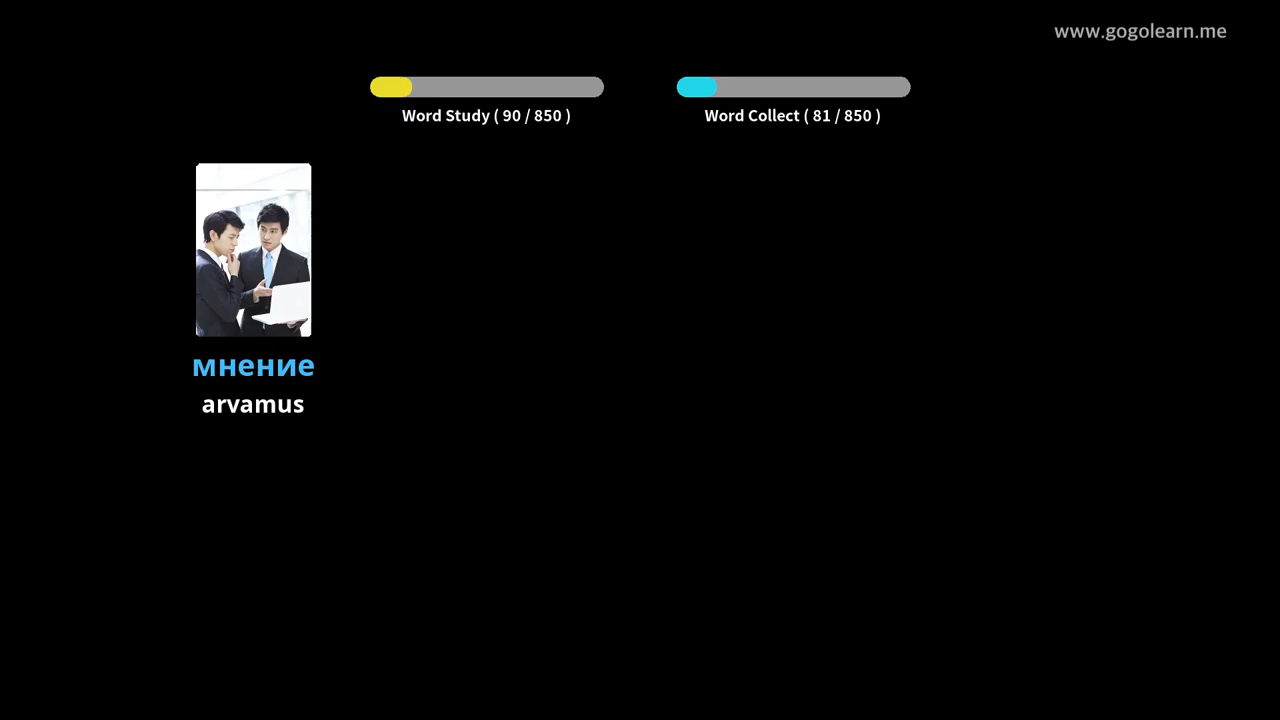 www.gogolearn.me
Word Study ( 90 / 850 )
Word Collect ( 81 / 850 )
мнение
arvamus